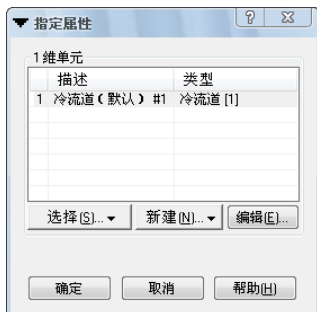 指定属性
1维单元
描述 类型
1 冷流道(默认) #1 冷流道 [1]
选择(S)... 新建(N)... 编辑(E)...
确定 取消 帮助(H)